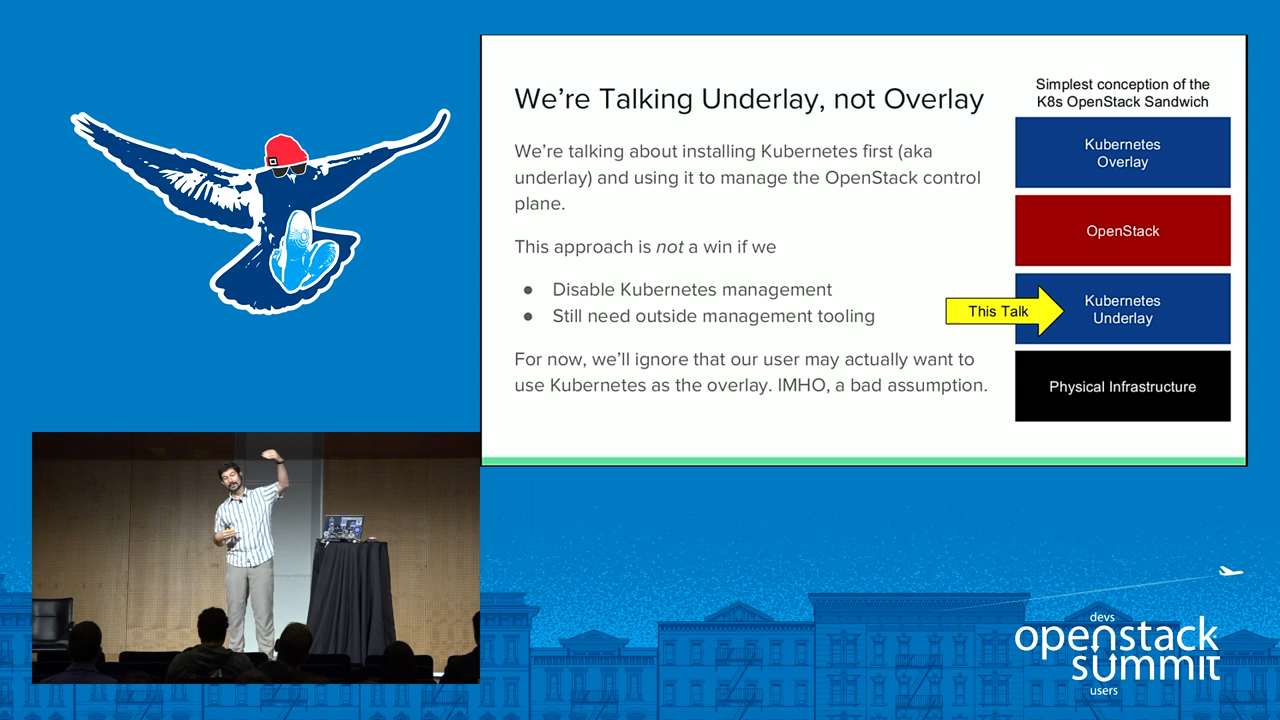 We're Talking Underlay, not Overlay
We're talking about installing Kubernetes first (aka
underlay) and using it to manage the OpenStack control
plane.
This approach is not a win if we
● Disable Kubernetes management
● Still need outside management tooling
For now, we'll ignore that our user may actually want to
use Kubernetes as the overlay. IMHO, a bad assumption.
Simplest conception of the
K8s OpenStack Sandwich
Kubernetes
Overlay
OpenStack
This Talk
Kubernetes
Underlay
Physical Infrastructure
devs
openstack
summit
users